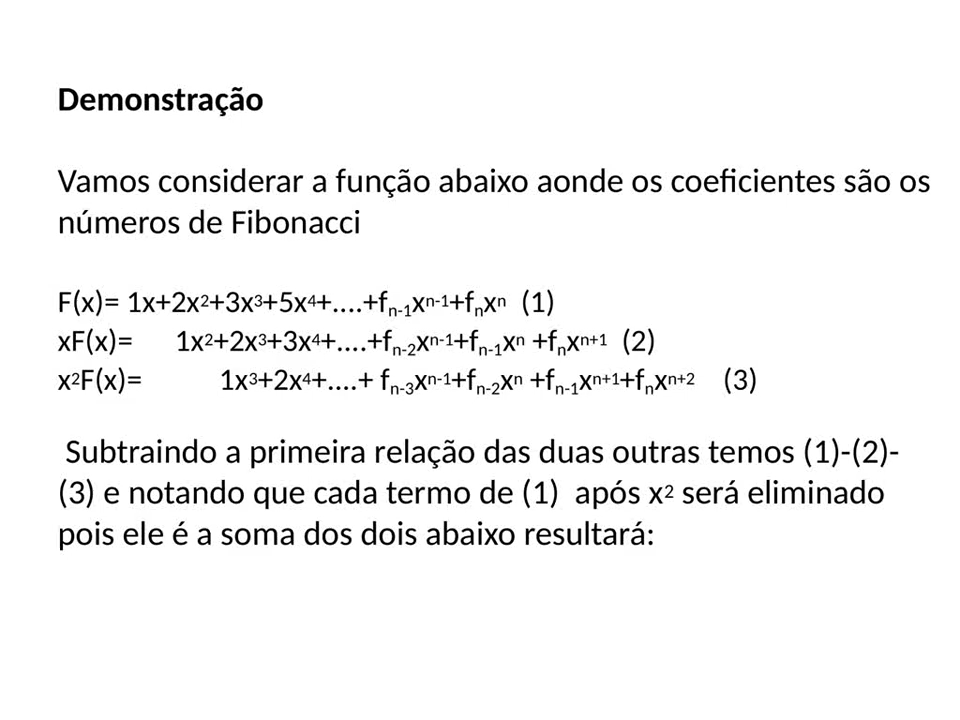 Demonstração
Vamos considerar a função abaixo aonde os coeficientes são os
números de Fibonacci
F(x)= 1x+2x²+3x³+5x⁴+....+fₙ₋₁xⁿ⁻¹+fₙxⁿ (1)
xF(x)= 1x²+2x³+3x⁴+....+fₙ₋₂xⁿ⁻¹+fₙ₋₁xⁿ +fₙxⁿ⁺¹ (2)
x²F(x)= 1x³+2x⁴+....+ fₙ₋₃xⁿ⁻¹+fₙ₋₂xⁿ +fₙ₋₁xⁿ⁺¹+fₙxⁿ⁺² (3)
Subtraindo a primeira relação das duas outras temos (1)-(2)-
(3) e notando que cada termo de (1) após x² será eliminado
pois ele é a soma dos dois abaixo resultará: